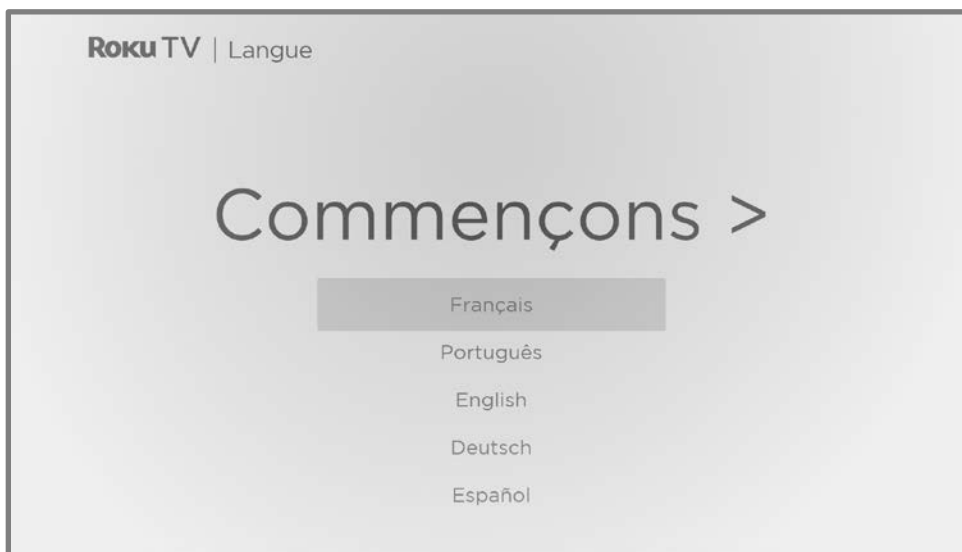 Roku TV | Langue
Commençons >
Français
Português
English
Deutsch
Español